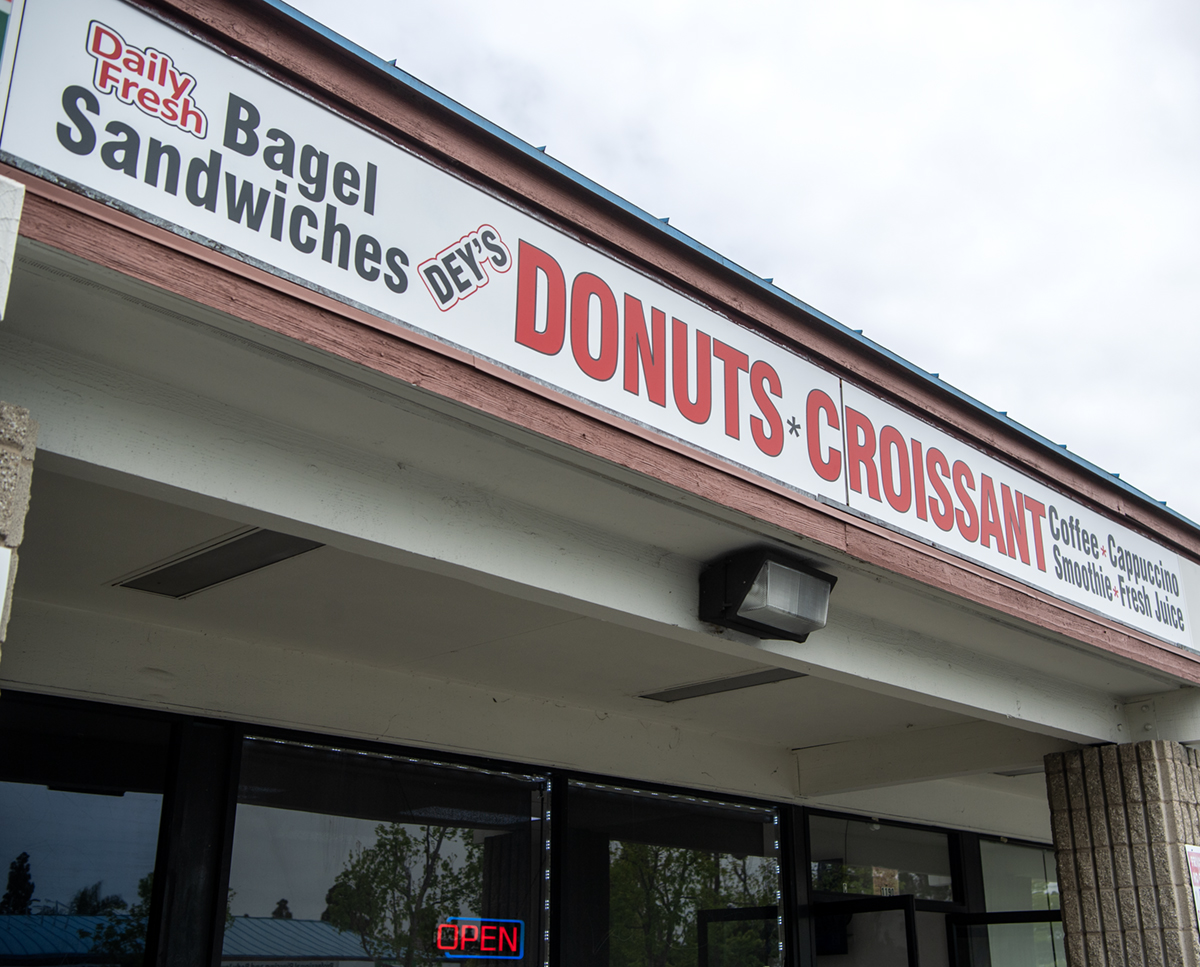 Daily
Fresh
Bagel
Sandwiches
DEY'S
DONUTS*CROISSANT
Coffee*Cappuccino
Smoothie*Fresh Juice
OPEN